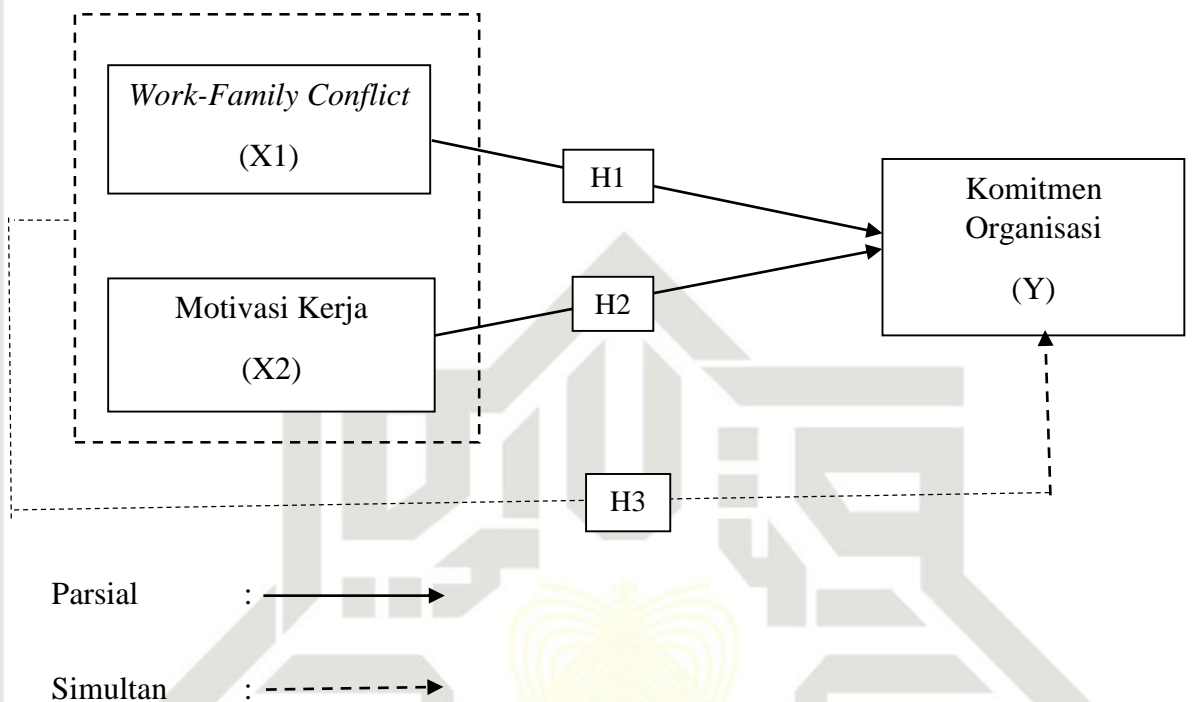 Work-Family Conflict
(X1)
H1
Komitmen
Organisasi
(Y)
Motivasi Kerja
(X2)
H2
H3
Parsial :
Simultan :